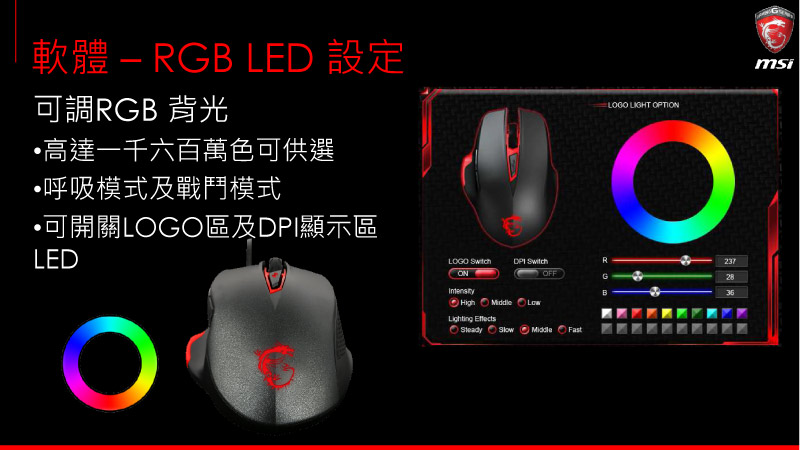 軟體 – RGB LED 設定
可調RGB 背光
•高達一千六百萬色可供選
•呼吸模式及戰鬥模式
•可開關LOGO區及DPI顯示區
LED
msi
LOGO LIGHT OPTION
LOGO Switch DPI Switch
ON OFF
Intensity
High Middle Low
Lighting Effects
Steady Slow Middle Fast
R 237
G 28
B 36